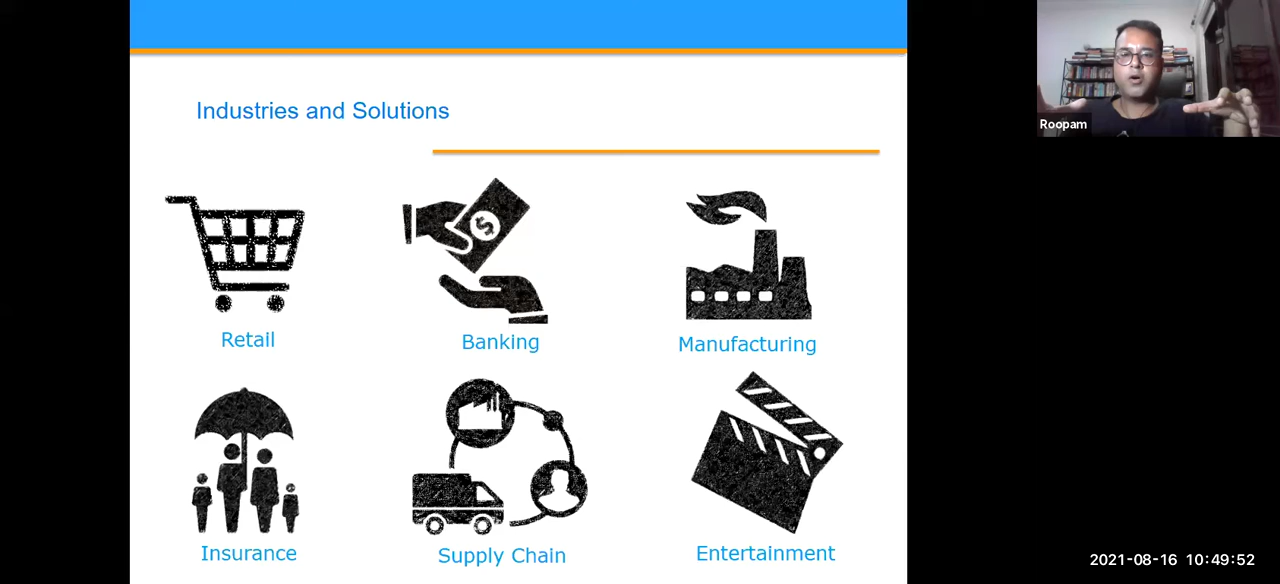 Industries and Solutions
Roopam
$
Retail
Banking
Manufacturing
Insurance
Supply Chain
Entertainment
2021-08-16 10:49:52